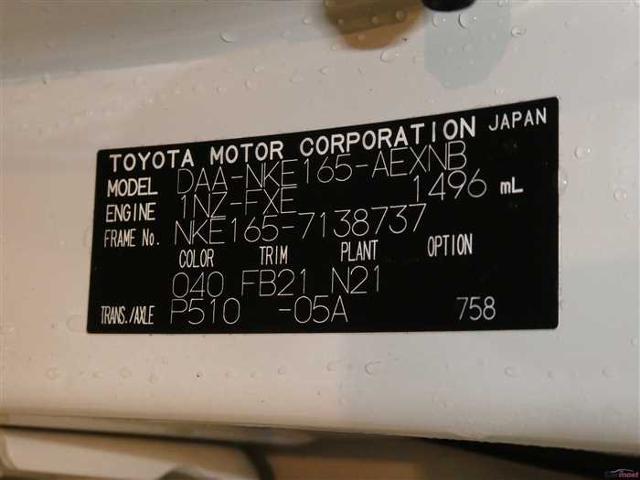 TOYOTA MOTOR CORPORATION JAPAN
MODEL DAA-NKE165-AEXNB
ENGINE 1NZ-FXE 1496 mL
FRAME No. NKE165-7138737
COLOR TRIM PLANT OPTION
040 FB21 N21
TRANS./AXLE P510 -05A 758